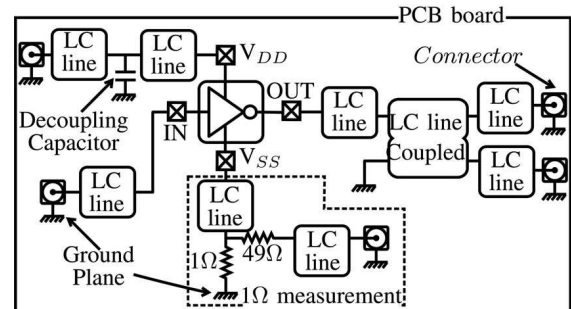 PCB board
LC
line
LC
line
V_DD
Connector
Decoupling
Capacitor
IN
OUT
LC
line
LC line
Coupled
LC
line
V_SS
LC
line
LC
line
LC
line
Ground
Plane
1Ω
49Ω
LC
line
1Ω measurement